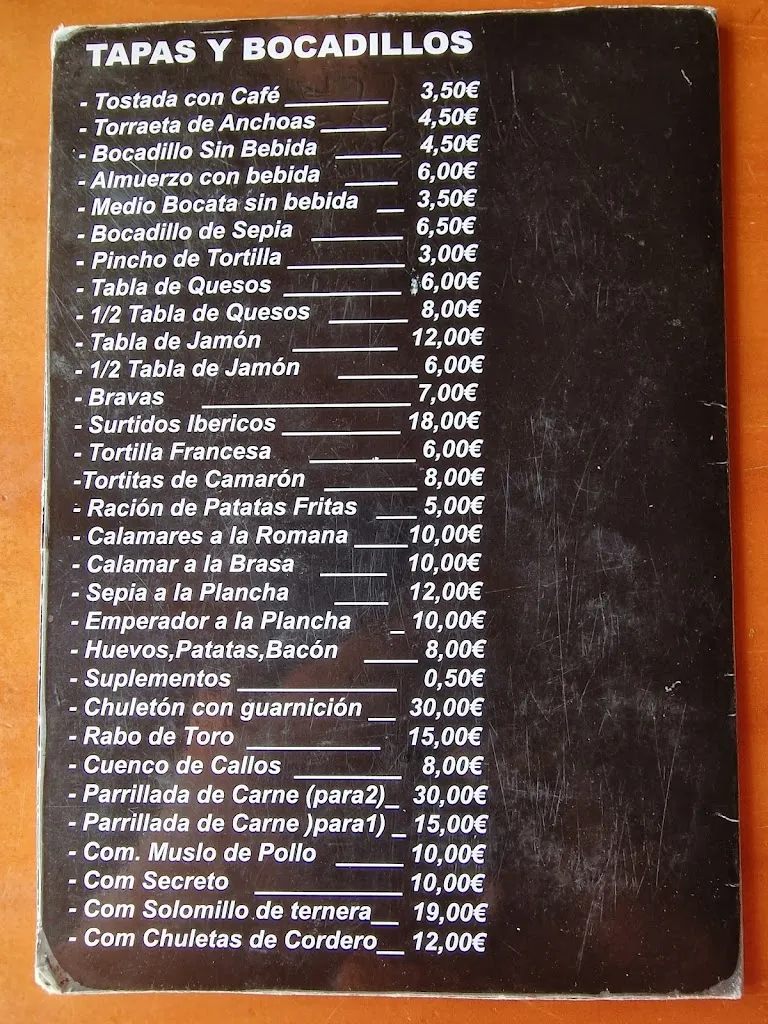 TAPAS Y BOCADILLOS
- Tostada con Café ________ 3,50€
- Torraeta de Anchoas _____ 4,50€
- Bocadillo Sin Bebida _____ 4,50€
- Almuerzo con bebida ____ 6,00€
- Medio Bocata sin bebida __ 3,50€
- Bocadillo de Sepia _______ 6,50€
- Pincho de Tortilla _________ 3,00€
- Tabla de Quesos _________ 6,00€
- 1/2 Tabla de Quesos ______ 8,00€
- Tabla de Jamón ________ 12,00€
- 1/2 Tabla de Jamón ______ 6,00€
- Bravas ________________ 7,00€
- Surtidos Ibericos _________ 18,00€
- Tortilla Francesa ________ 6,00€
-Tortitas de Camarón _______ 8,00€
- Ración de Patatas Fritas ___ 5,00€
- Calamares a la Romana ____ 10,00€
- Calamar a la Brasa _____ 10,00€
- Sepia a la Plancha ____ 12,00€
- Emperador a la Plancha _ 10,00€
- Huevos,Patatas,Bacón ____ 8,00€
- Suplementos ____________ 0,50€
- Chuletón con guarnición __ 30,00€
- Rabo de Toro __________ 15,00€
- Cuenco de Callos ________ 8,00€
- Parrillada de Carne (para2)_ 30,00€
- Parrillada de Carne )para1) _ 15,00€
- Com. Muslo de Pollo _____ 10,00€
- Com Secreto ___________ 10,00€
- Com Solomillo de ternera__ 19,00€
- Com Chuletas de Cordero__ 12,00€